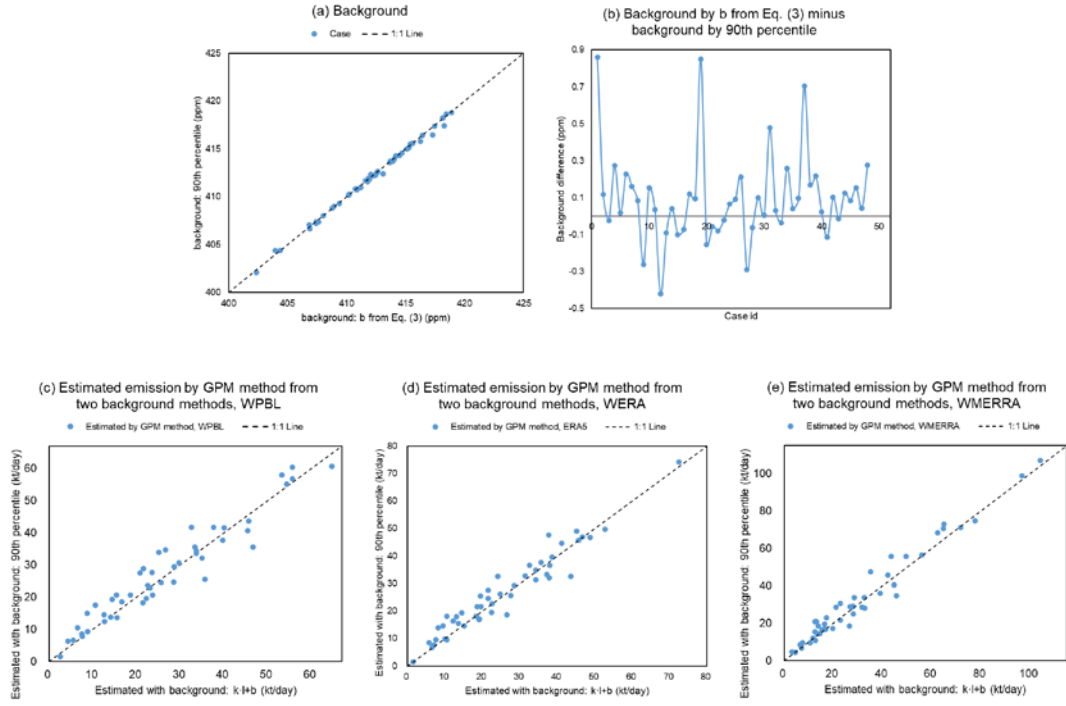 (a) Background
Case 1:1 Line
425
420
415
410
405
400
400 405 410 415 420 425
background: 90th percentile (ppm)
background: b from Eq. (3) (ppm)
(b) Background by b from Eq. (3) minus
background by 90th percentile
0.9
0.7
0.5
0.3
0.1
-0.1
-0.3
-0.5
0 10 20 30 40 50
Background difference (ppm)
Case id
(c) Estimated emission by GPM method from
two background methods, WPBL
Estimated by GPM method, WPBL 1:1 Line
60
50
40
30
20
10
0
0 10 20 30 40 50 60
Estimated with background: 90th percentile (kt/day)
Estimated with background: k·l+b (kt/day)
(d) Estimated emission by GPM method from
two background methods, WERA
Estimated by GPM method, ERA5 1:1 Line
80
70
60
50
40
30
20
10
0
0 10 20 30 40 50 60 70 80
Estimated with background: 90th percentile (kt/day)
Estimated with background: k·l+b (kt/day)
(e) Estimated emission by GPM method from
two background methods, WMERRA
Estimated by GPM method, WMERRA 1:1 Line
100
80
60
40
20
0
0 20 40 60 80 100
Estimated with background: 90th percentile (kt/day)
Estimated with background: k·l+b (kt/day)